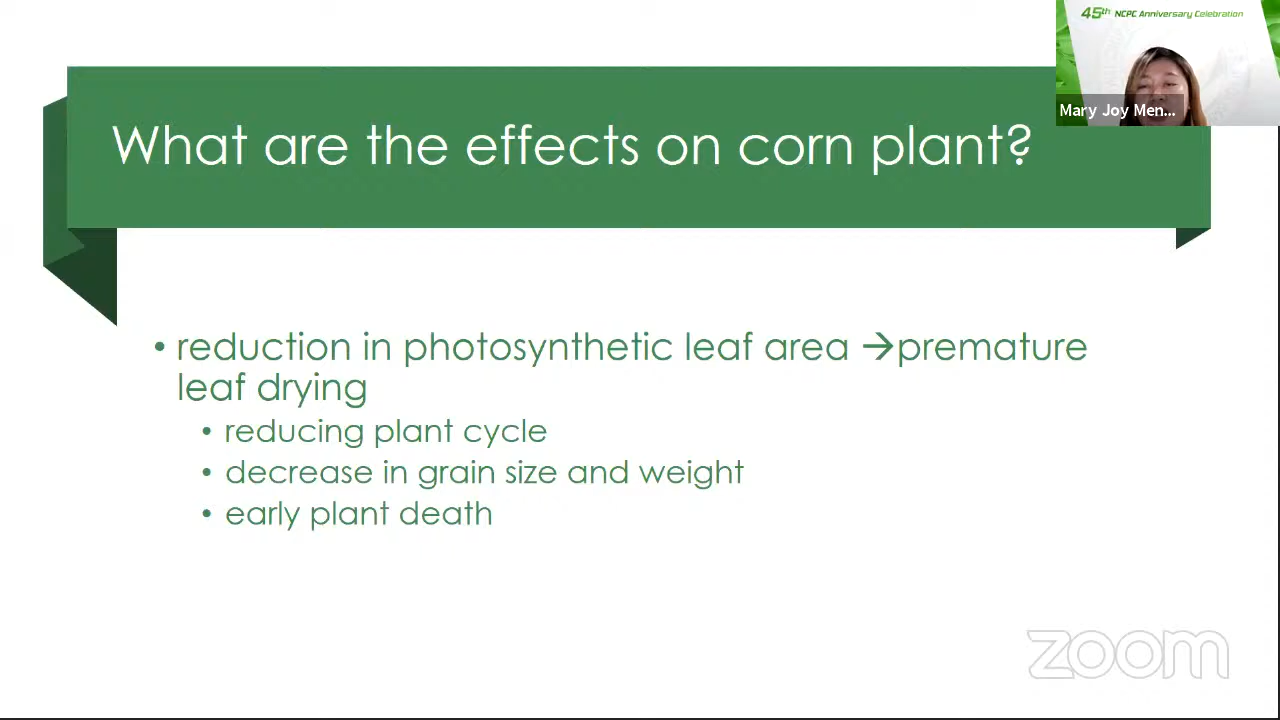 45th NCPC Anniversary Celebration
Mary Joy Men...
What are the effects on corn plant?
• reduction in photosynthetic leaf area →premature
leaf drying
• reducing plant cycle
• decrease in grain size and weight
• early plant death
zoom